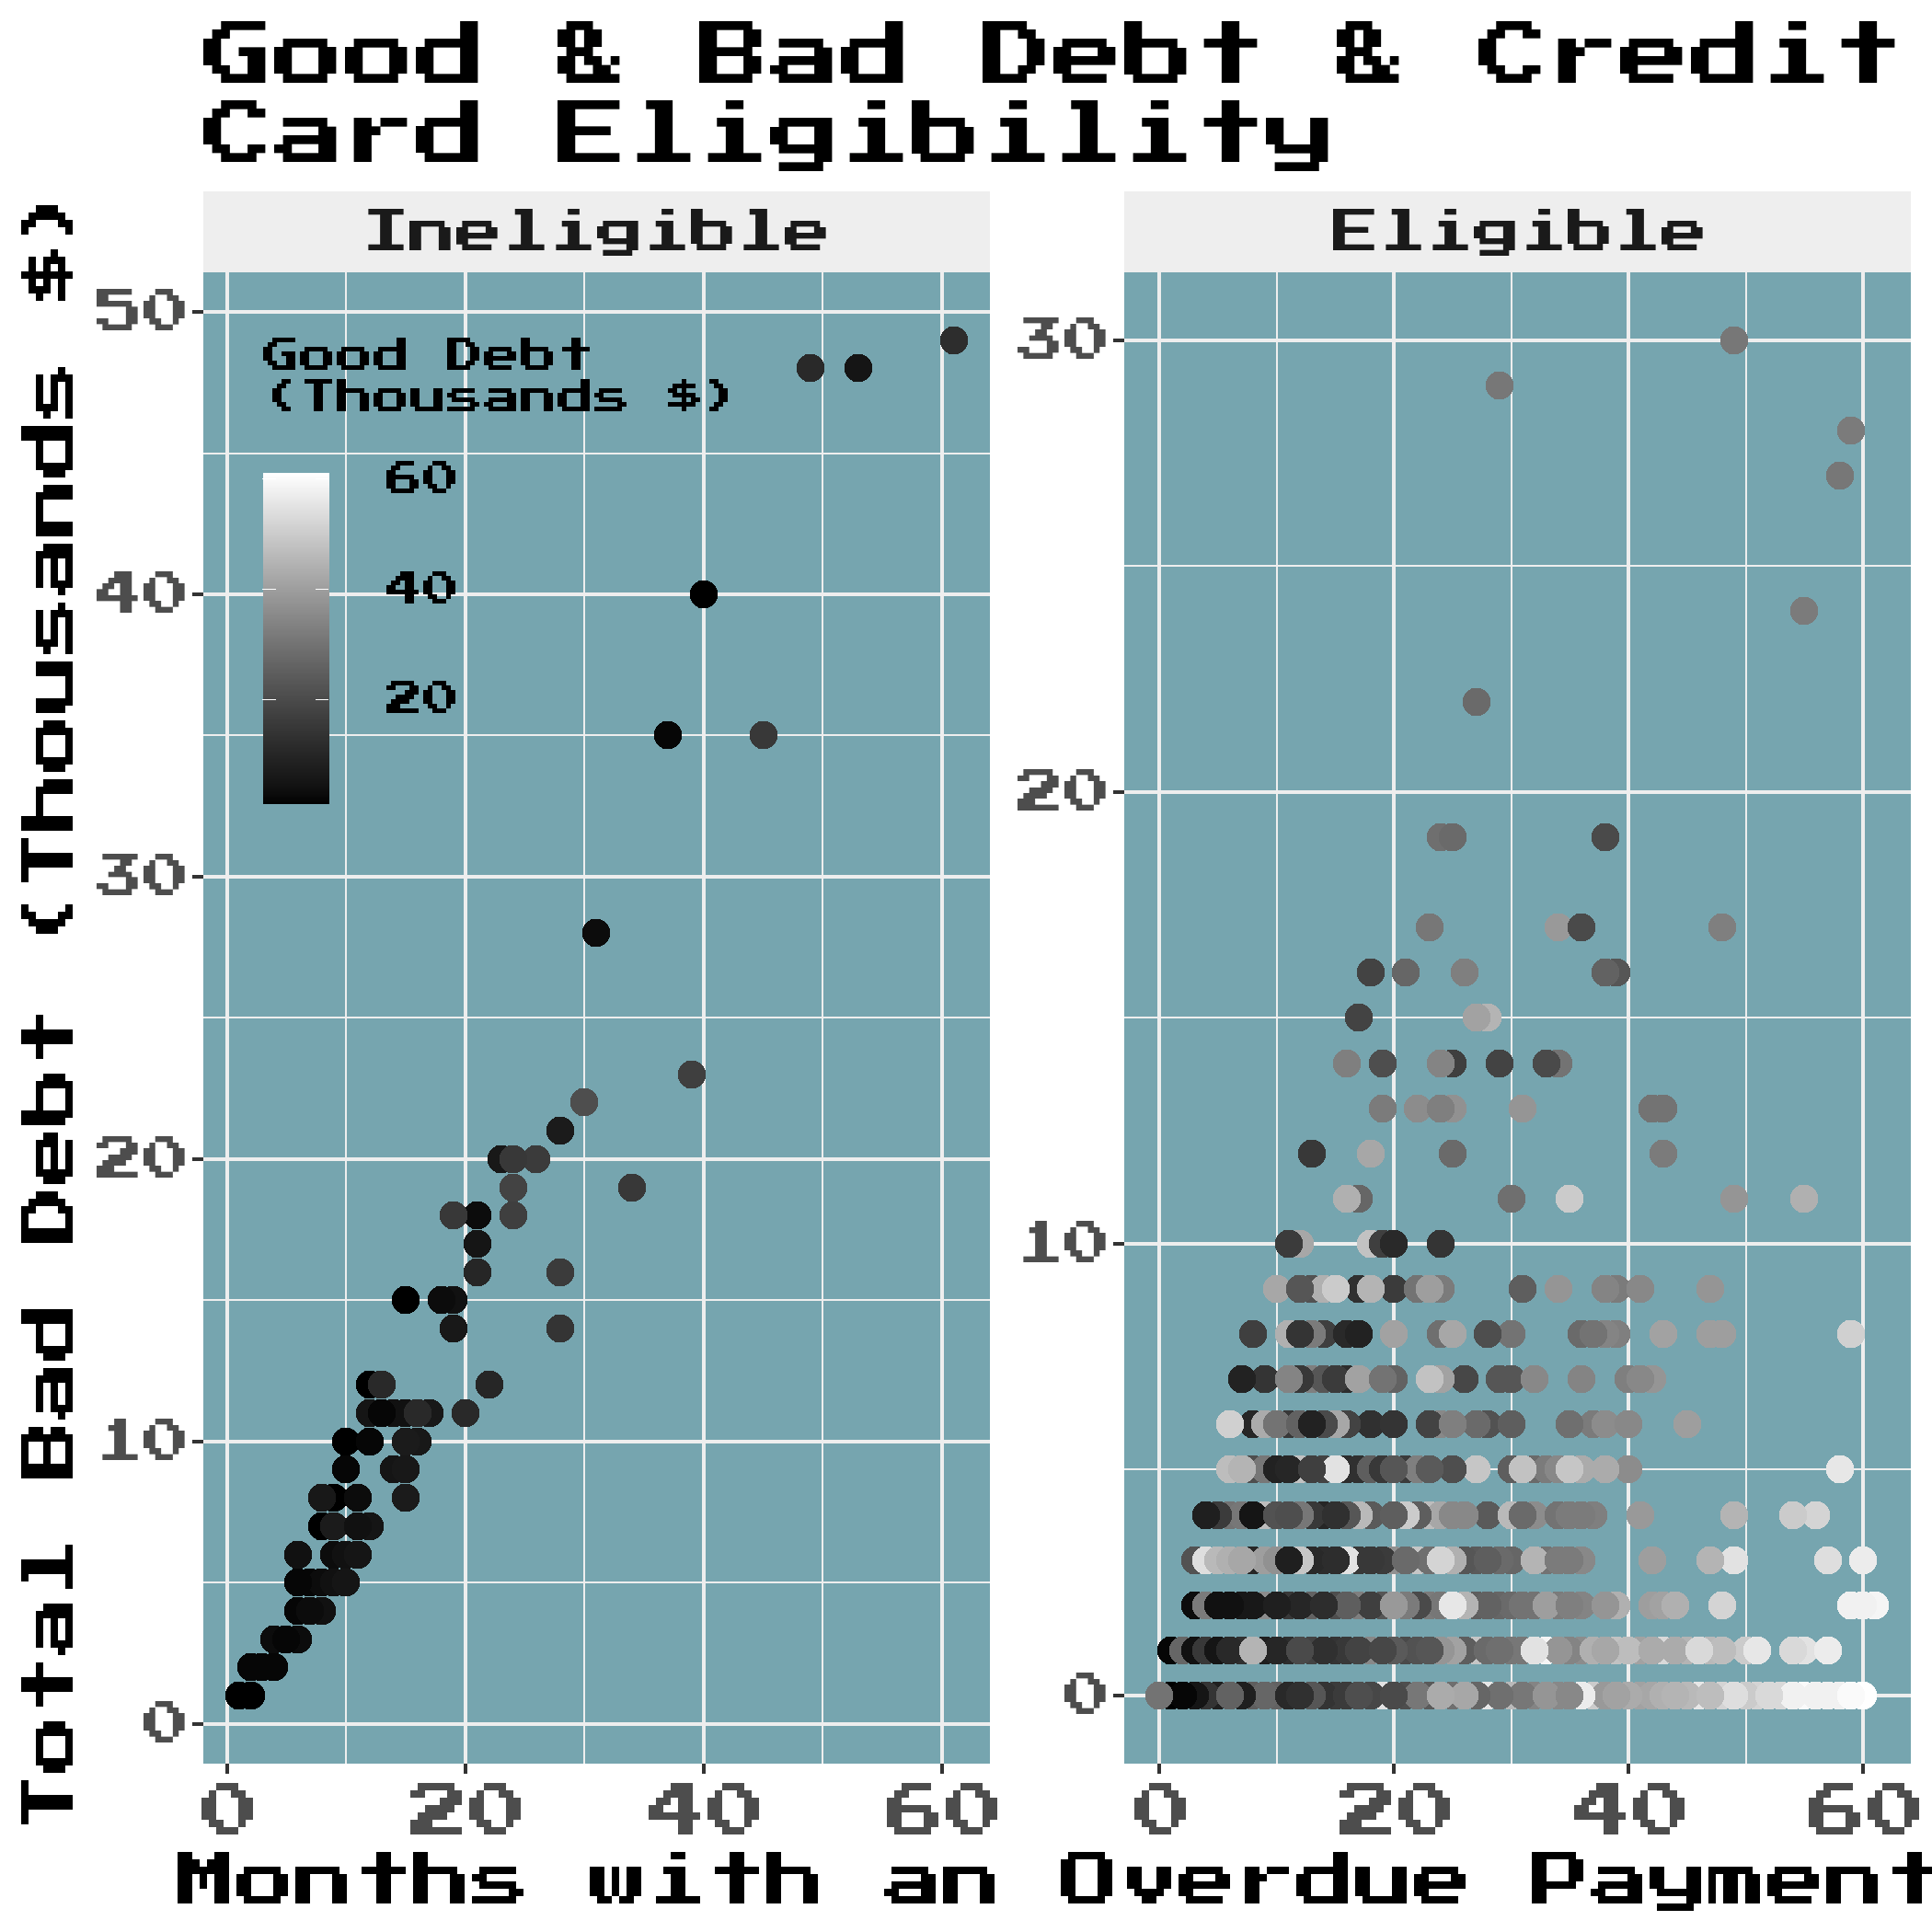 Good & Bad Debt & Credit
Card Eligibility
Total Bad Debt (Thousands $)
Ineligible
50
40
30
20
10
0
Good Debt
(Thousands $)
60
40
20
0 20 40 60
Eligible
30
20
10
0
0 20 40 60
Months with an Overdue Payment